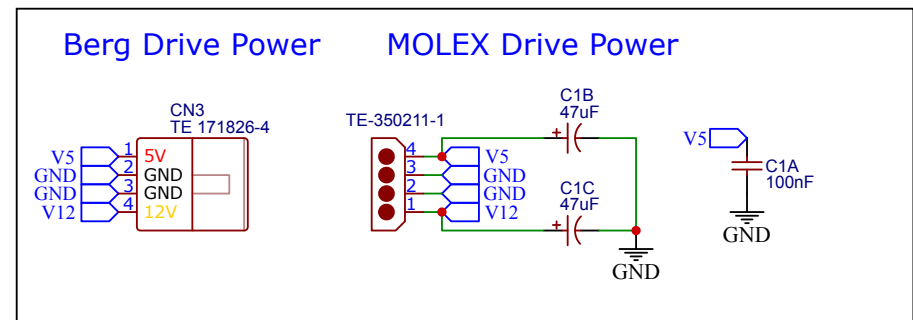 Berg Drive Power
MOLEX Drive Power
CN3
TE 171826-4
V5 1 5V
GND 2 GND
GND 3 GND
V12 4 12V
TE-350211-1
4 V5
3 GND
2 GND
1 V12
C1B
47uF
+
C1C
47uF
+
GND
V5
C1A
100nF
GND